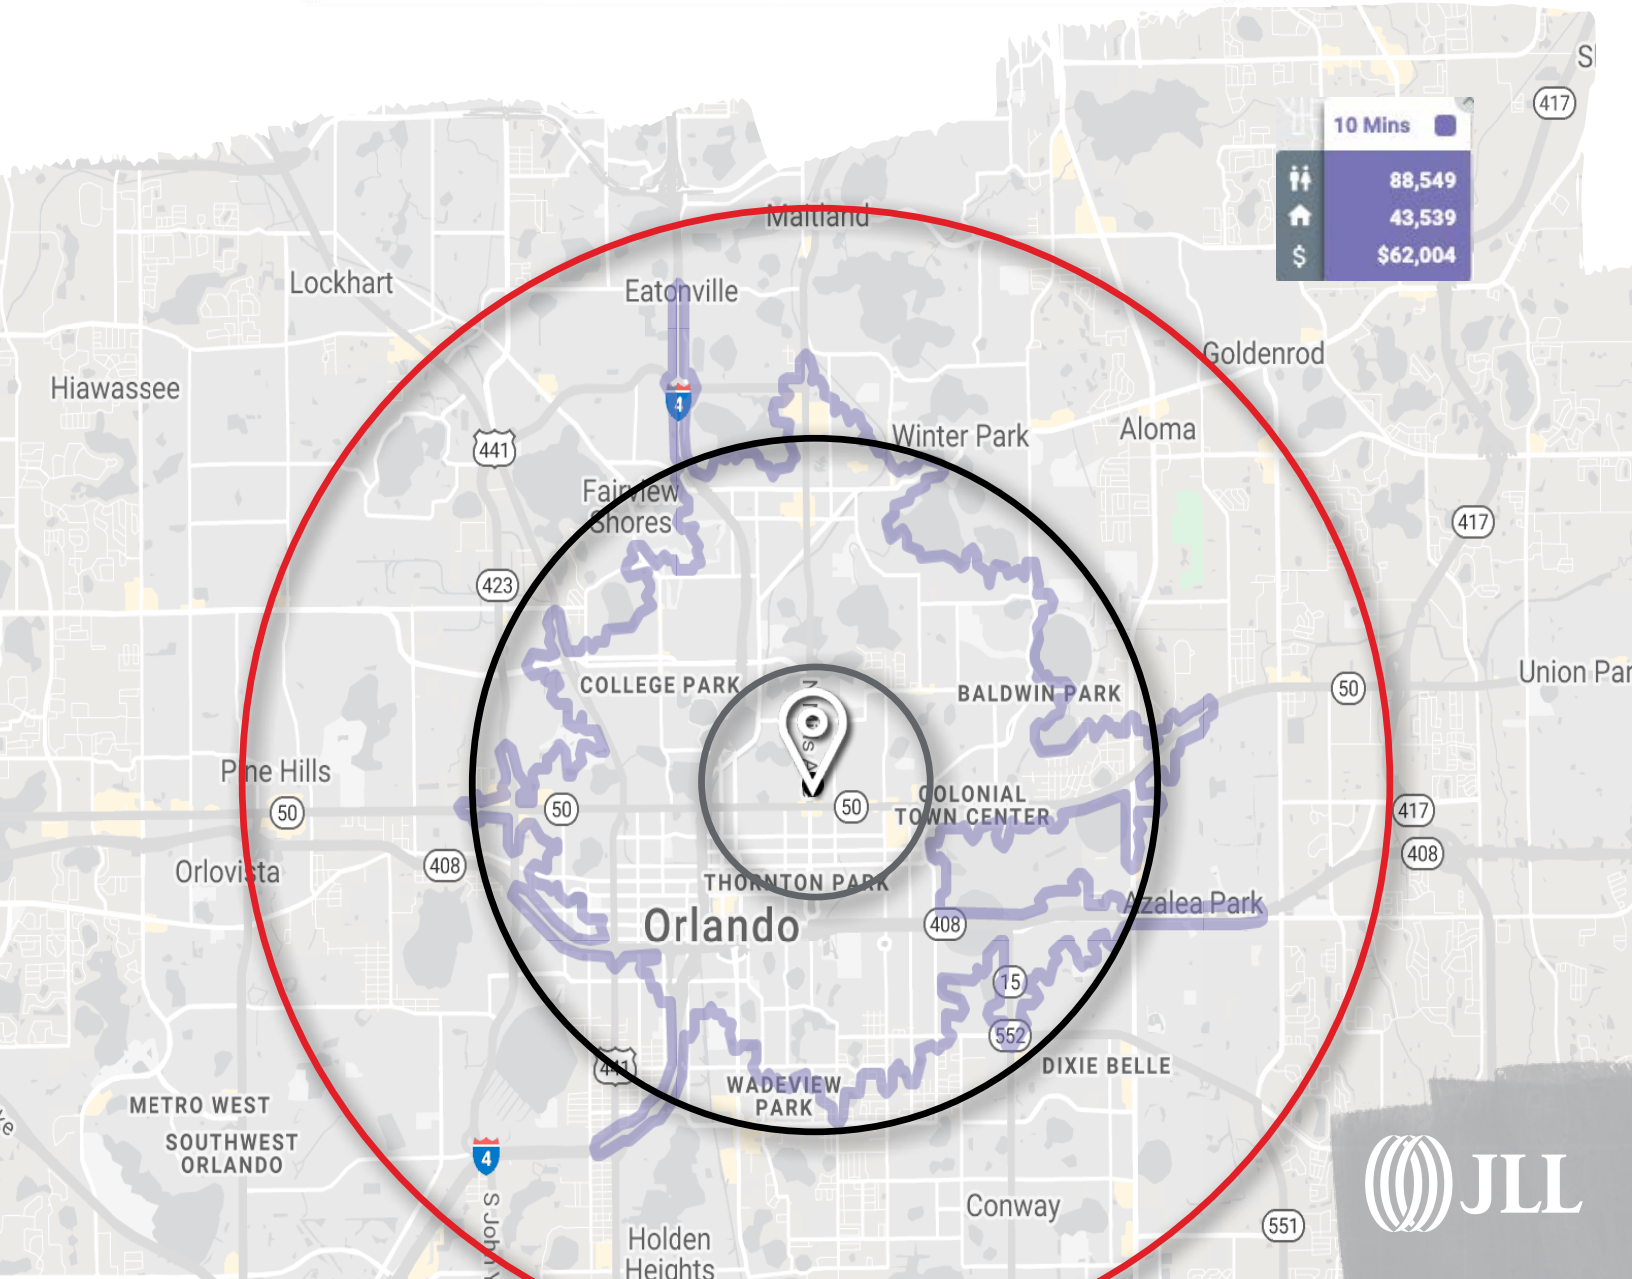 S
417
10 Mins
88,549
43,539
$62,004
Maitland
Lockhart
Eatonville
Goldenrod
Hiawassee
4
Aloma
Winter Park
441
Fairview
Shores
417
423
Union Par
COLLEGE PARK
BALDWIN PARK
50
Pine Hills
50
50
50
COLONIAL
TOWN CENTER
417
408
408
Orlovista
THORNTON PARK
Azalea Park
Orlando
408
15
552
441
DIXIE BELLE
WADEVIEW
PARK
METRO WEST
SOUTHWEST
ORLANDO
4
JLL
S John Y
Conway
551
Holden
Heights